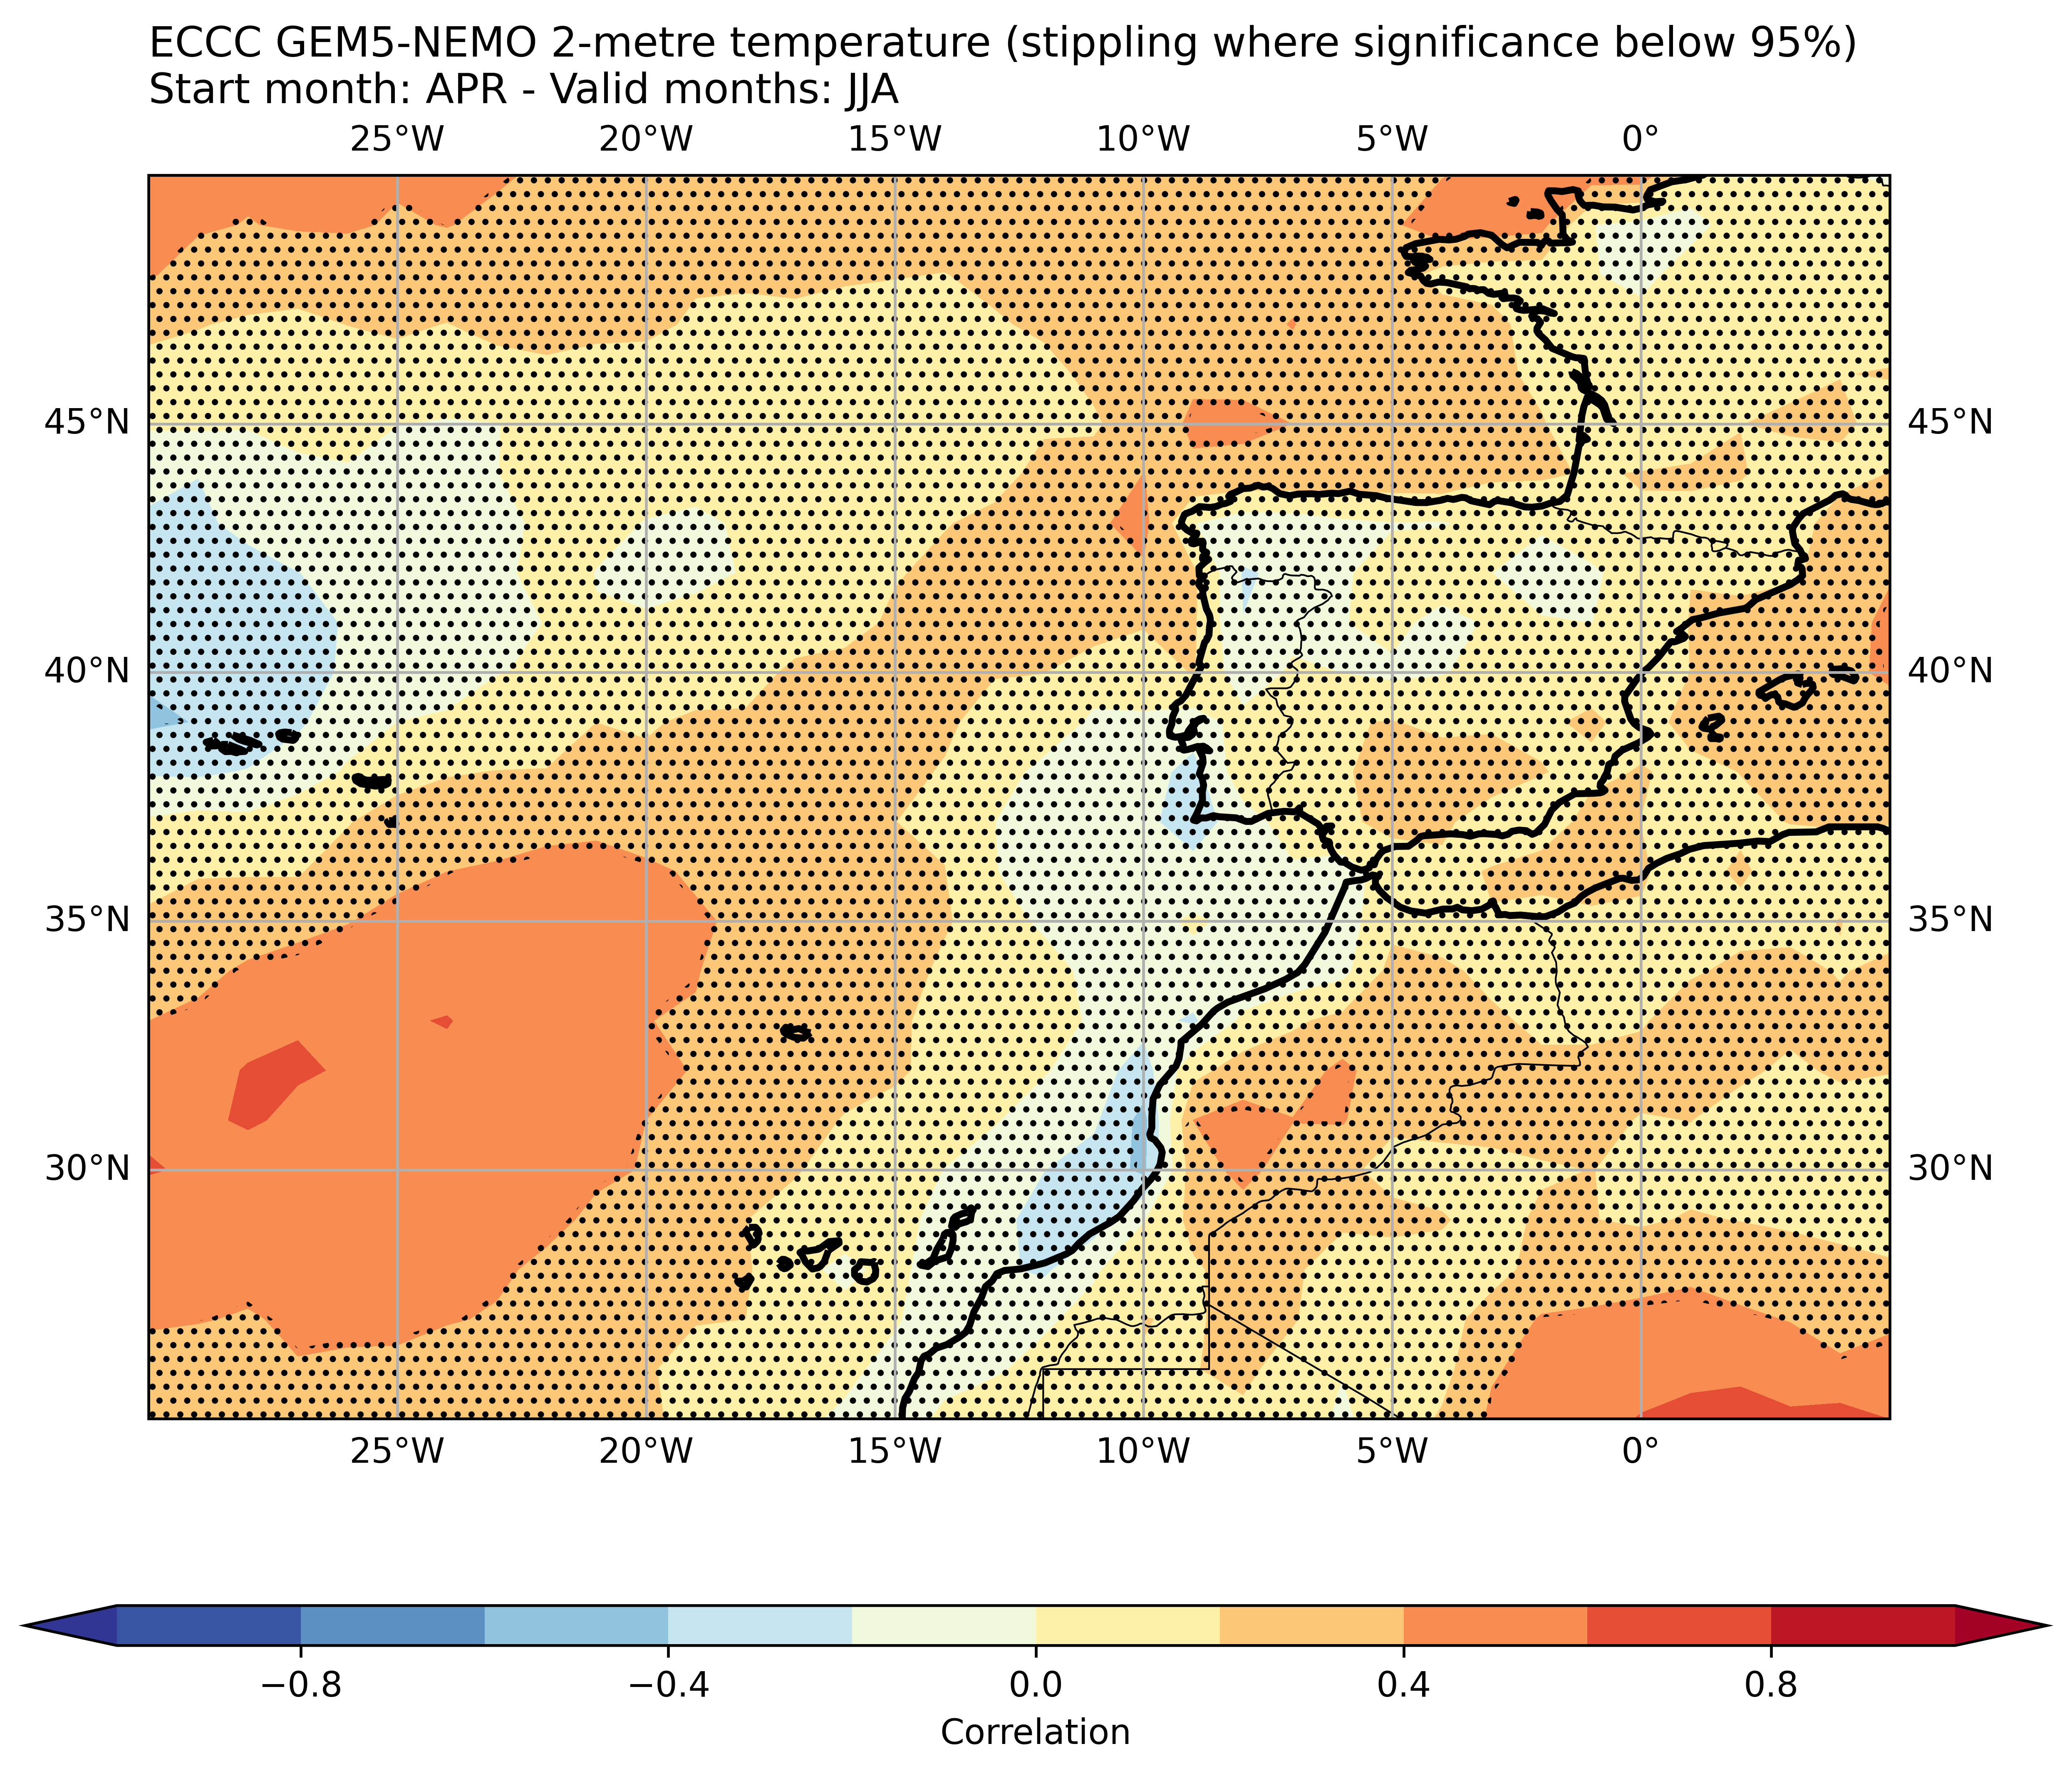 ECCC GEM5-NEMO 2-metre temperature (stippling where significance below 95%)
Start month: APR - Valid months: JJA
25°W 20°W 15°W 10°W 5°W 0°
45°N 45°N
40°N 40°N
35°N 35°N
30°N 30°N
25°W 20°W 15°W 10°W 5°W 0°
−0.8 −0.4 0.0 0.4 0.8
Correlation